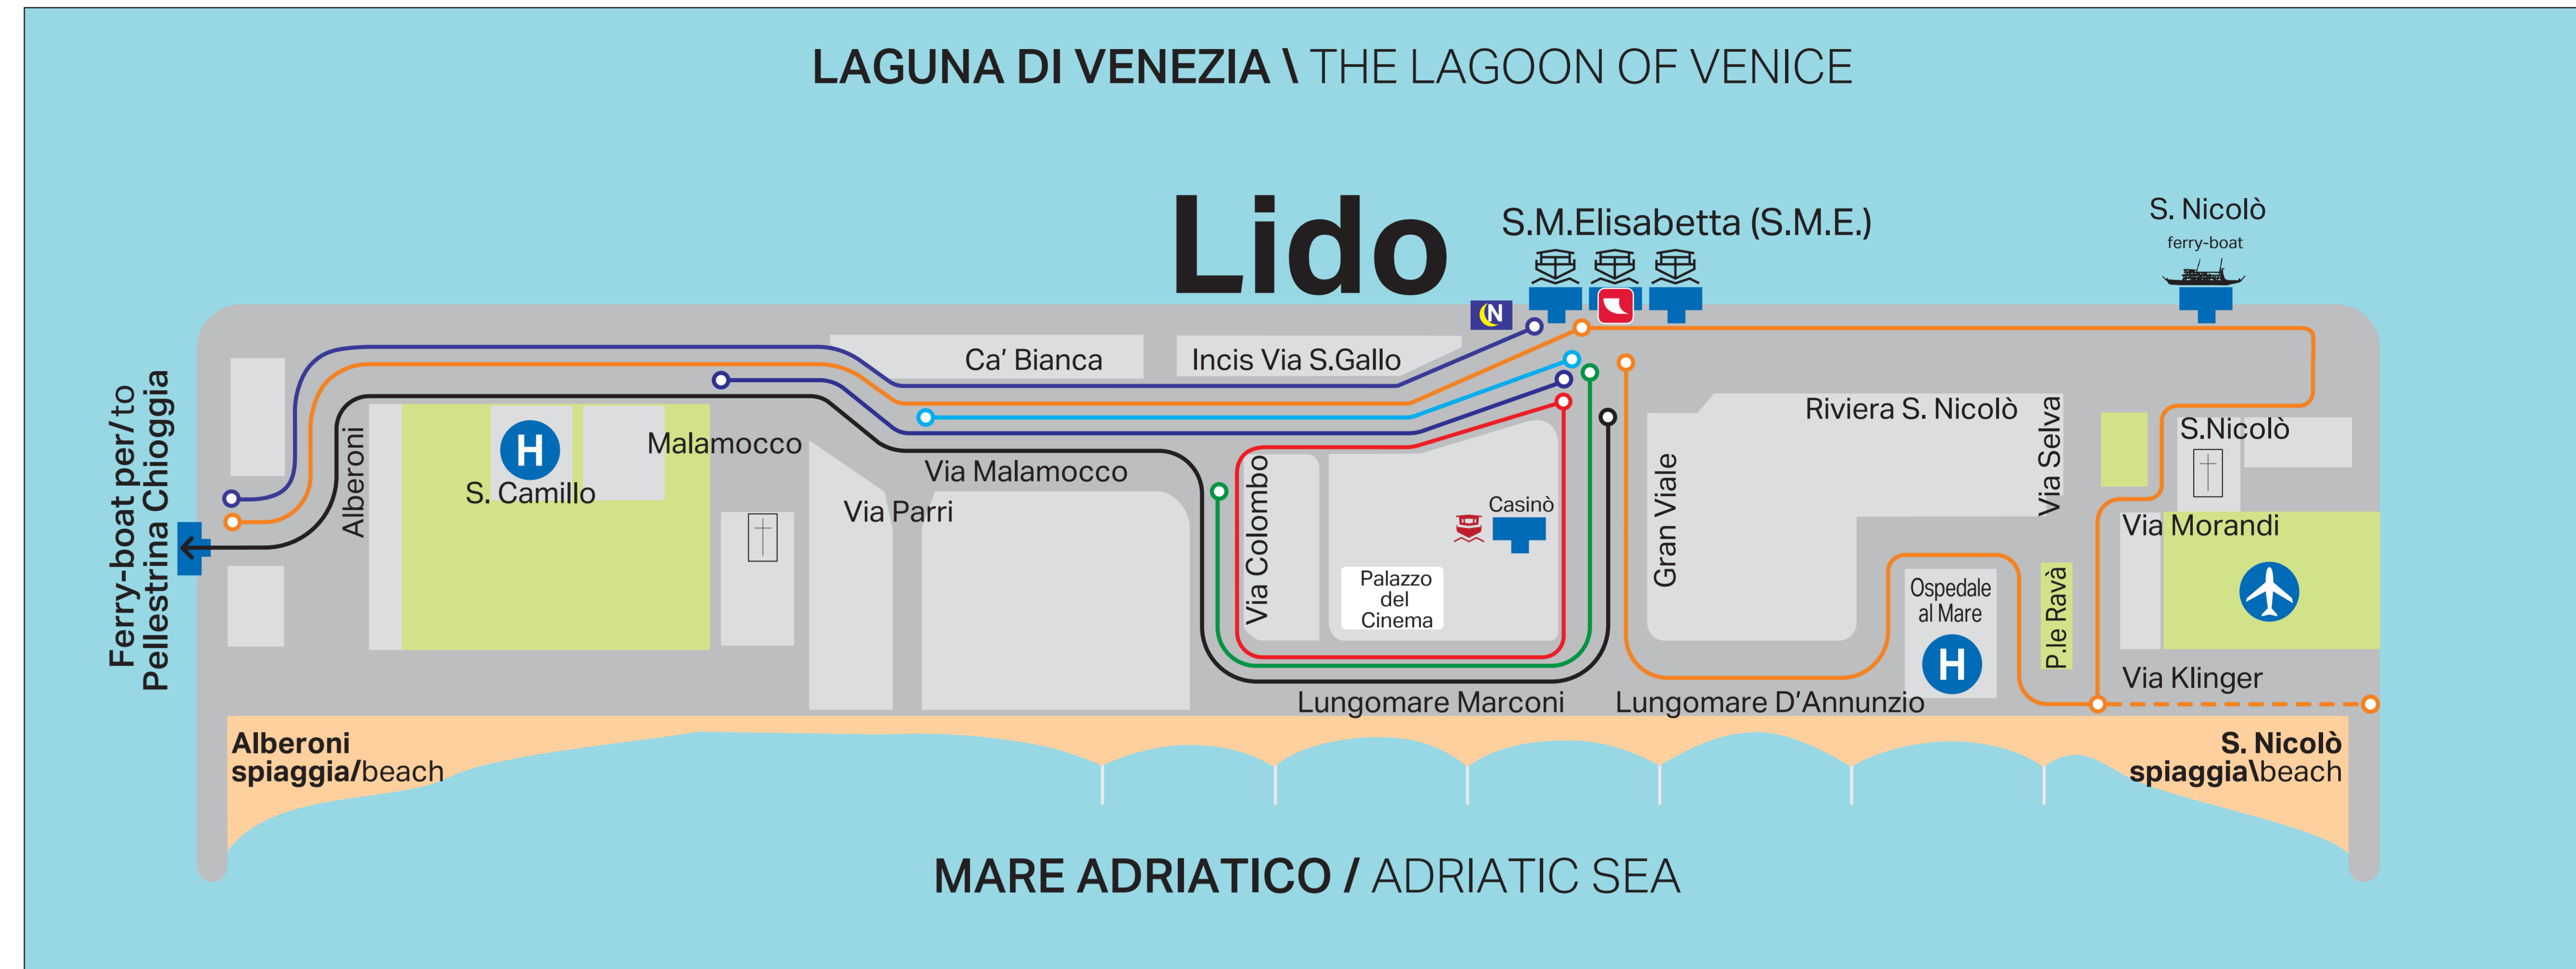 LAGUNA DI VENEZIA \ THE LAGOON OF VENICE
Lido
S.M.Elisabetta (S.M.E.)
S. Nicolò
ferry-boat
N
Ca' Bianca
Incis Via S.Gallo
Ferry-boat per/to
Pellestrina Chioggia
Alberoni
H
S. Camillo
Malamocco
Via Malamocco
Via Parri
Via Colombo
Casinò
Palazzo
del
Cinema
Gran Viale
Riviera S. Nicolò
Via Selva
S.Nicolò
Via Morandi
Ospedale
al Mare
H
P.le Ravà
Via Klinger
Lungomare Marconi
Lungomare D'Annunzio
Alberoni
spiaggia/beach
S. Nicolò
spiaggia\beach
MARE ADRIATICO / ADRIATIC SEA